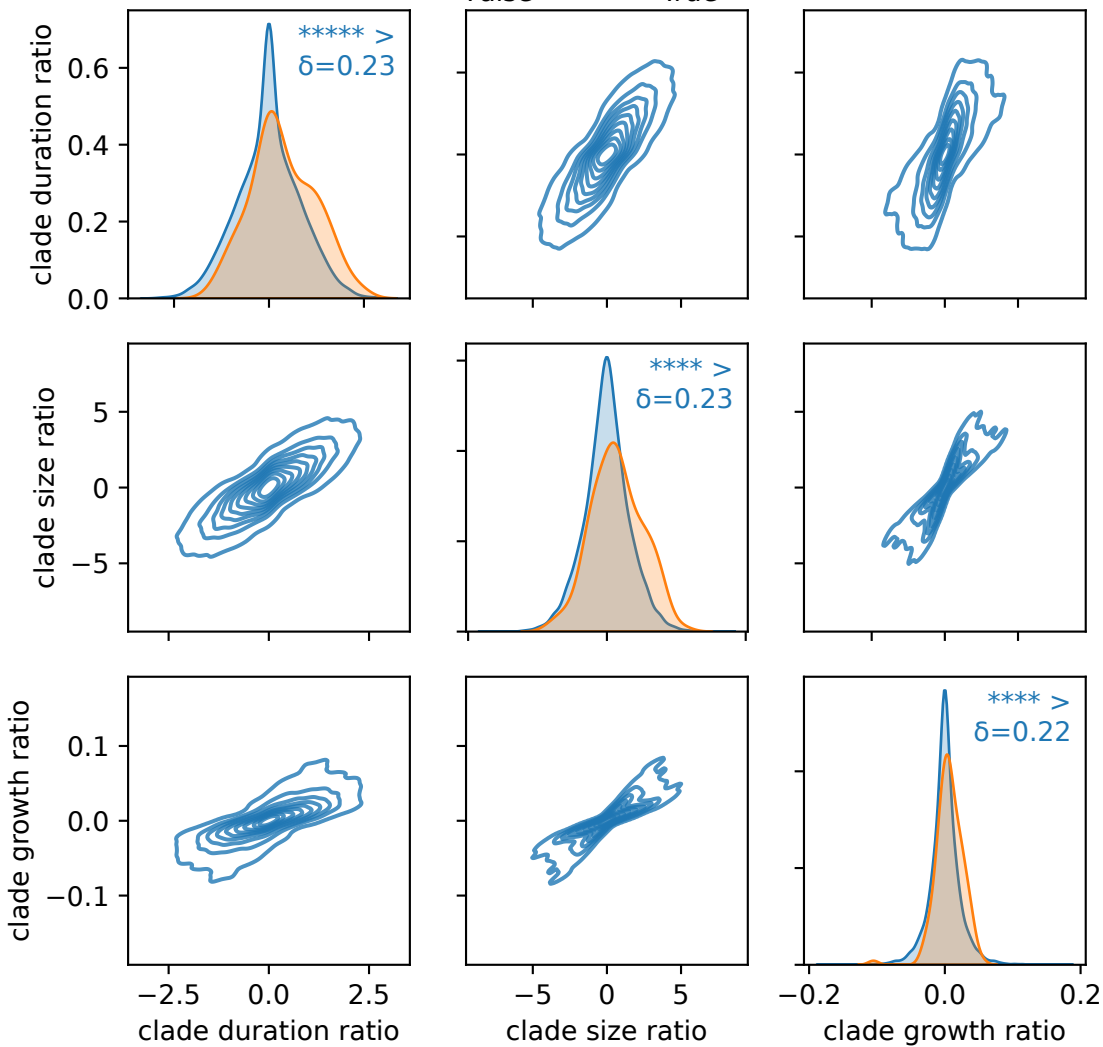 clade duration ratio
0.6
0.4
0.2
0.0
***** >
δ=0.23
clade size ratio
5
0
−5
**** >
δ=0.23
clade growth ratio
0.1
0.0
−0.1
**** >
δ=0.22
−2.5 0.0 2.5
−5 0 5
−0.2 0.0 0.2
clade duration ratio
clade size ratio
clade growth ratio